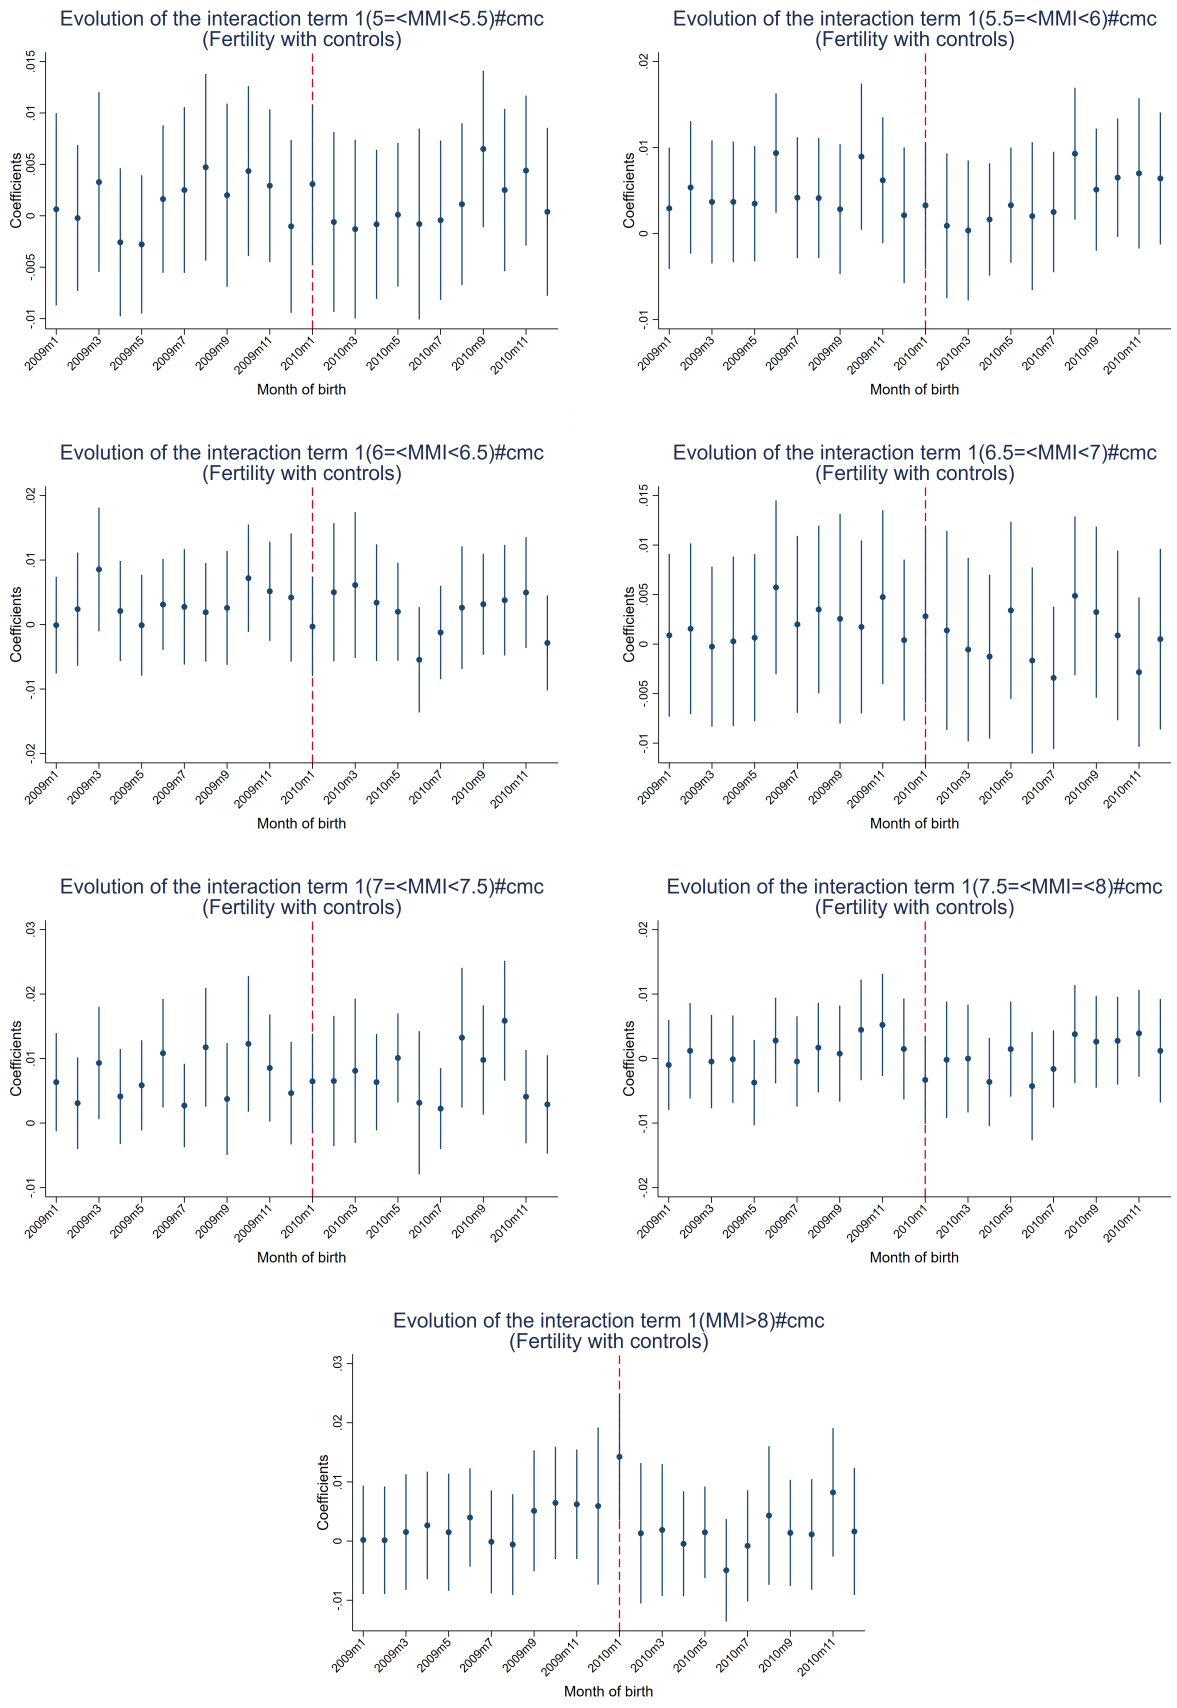 Evolution of the interaction term 1(5=<MMI<5.5)#cmc
(Fertility with controls)
Coefficients
.015
.01
.005
0
-.005
-.01
2009m1
2009m3
2009m5
2009m7
2009m9
2009m11
2010m1
2010m3
2010m5
2010m7
2010m9
2010m11
Month of birth
Evolution of the interaction term 1(5.5=<MMI<6)#cmc
(Fertility with controls)
Coefficients
.02
.01
0
-.01
2009m1
2009m3
2009m5
2009m7
2009m9
2009m11
2010m1
2010m3
2010m5
2010m7
2010m9
2010m11
Month of birth
Evolution of the interaction term 1(6=<MMI<6.5)#cmc
(Fertility with controls)
Coefficients
.02
.01
0
-.01
-.02
2009m1
2009m3
2009m5
2009m7
2009m9
2009m11
2010m1
2010m3
2010m5
2010m7
2010m9
2010m11
Month of birth
Evolution of the interaction term 1(6.5=<MMI<7)#cmc
(Fertility with controls)
Coefficients
.015
.01
.005
0
-.005
-.01
2009m1
2009m3
2009m5
2009m7
2009m9
2009m11
2010m1
2010m3
2010m5
2010m7
2010m9
2010m11
Month of birth
Evolution of the interaction term 1(7=<MMI<7.5)#cmc
(Fertility with controls)
Coefficients
.03
.02
.01
0
-.01
2009m1
2009m3
2009m5
2009m7
2009m9
2009m11
2010m1
2010m3
2010m5
2010m7
2010m9
2010m11
Month of birth
Evolution of the interaction term 1(7.5=<MMI=<8)#cmc
(Fertility with controls)
Coefficients
.02
.01
0
-.01
-.02
2009m1
2009m3
2009m5
2009m7
2009m9
2009m11
2010m1
2010m3
2010m5
2010m7
2010m9
2010m11
Month of birth
Evolution of the interaction term 1(MMI>8)#cmc
(Fertility with controls)
Coefficients
.03
.02
.01
0
-.01
2009m1
2009m3
2009m5
2009m7
2009m9
2009m11
2010m1
2010m3
2010m5
2010m7
2010m9
2010m11
Month of birth